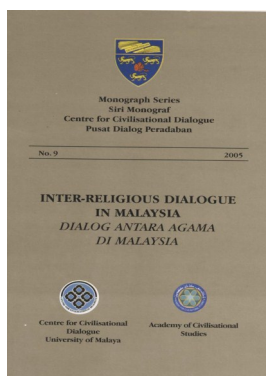 Monograph Series
Siri Monograf
Centre for Civilisational Dialogue
Pusat Dialog Peradaban
No. 9 2005
INTER-RELIGIOUS DIALOGUE
IN MALAYSIA
DIALOG ANTARA AGAMA
DI MALAYSIA
Centre for Civilisational
Dialogue
University of Malaya
Academy of Civilisational
Studies